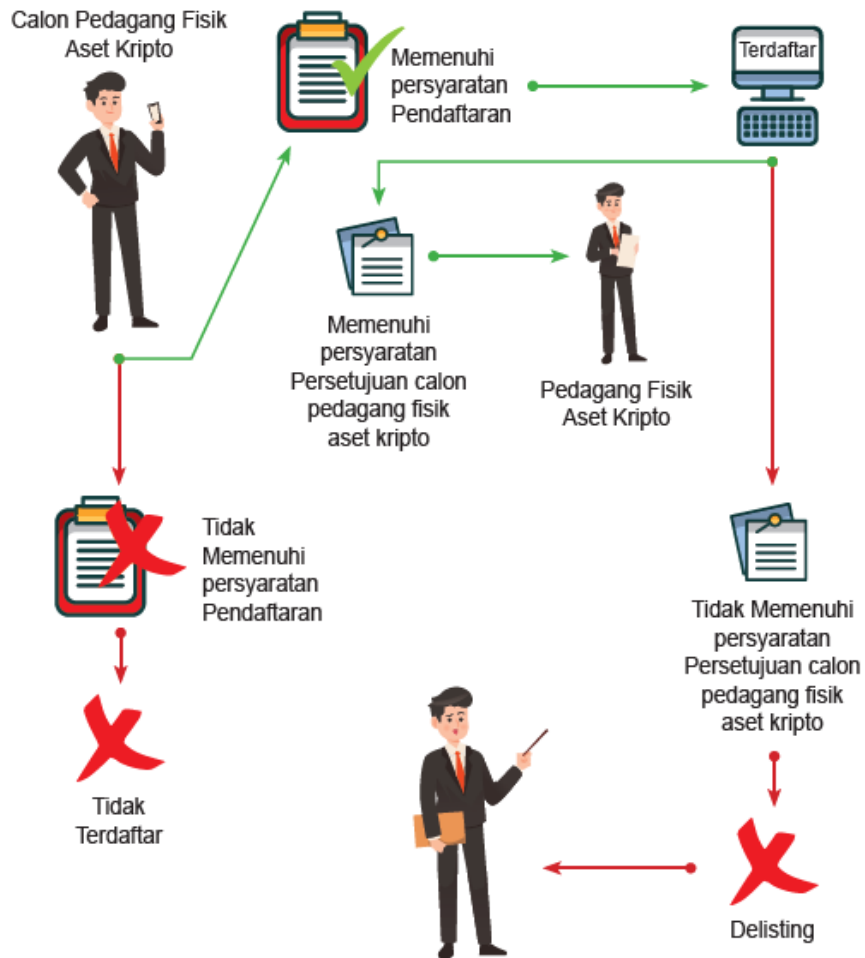 Calon Pedagang Fisik
Aset Kripto
Memenuhi
persyaratan
Pendaftaran
Terdaftar
Memenuhi
persyaratan
Persetujuan calon
pedagang fisik
aset kripto
Pedagang Fisik
Aset Kripto
Tidak
Memenuhi
persyaratan
Pendaftaran
Tidak
Terdaftar
Tidak Memenuhi
persyaratan
Persetujuan calon
pedagang fisik
aset kripto
Delisting